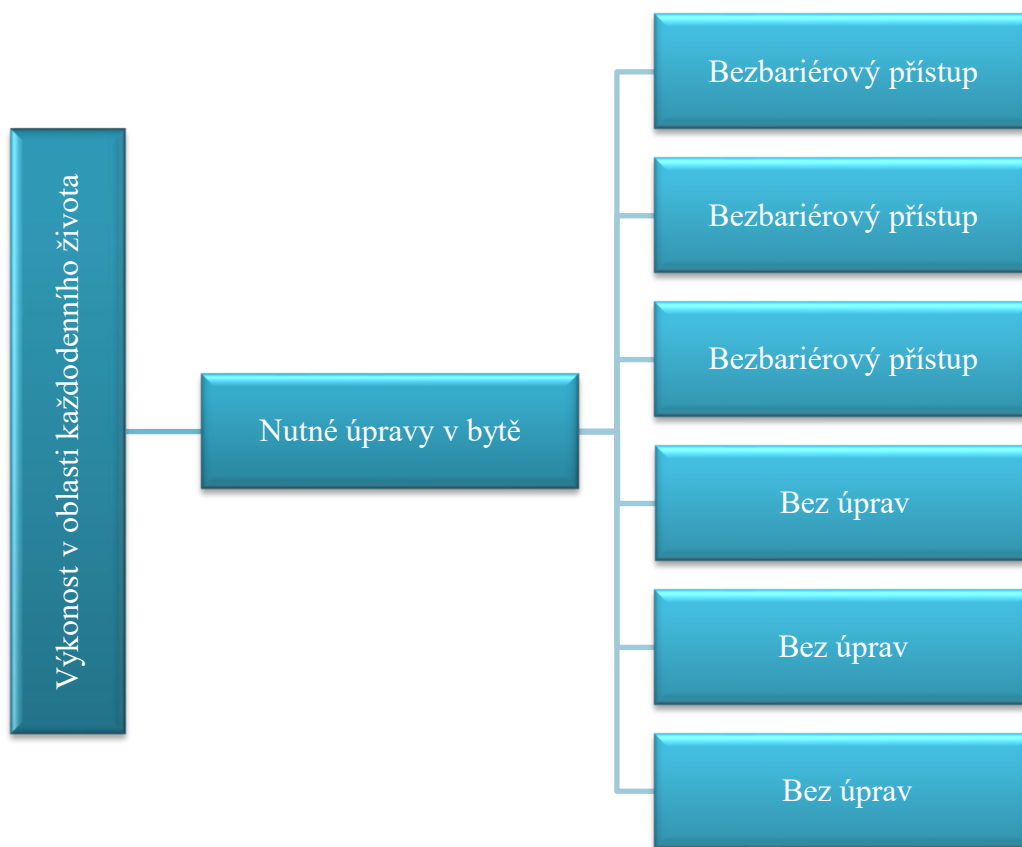 Výkonost v oblasti každodenního života
Nutné úpravy v bytě
Bezbariérový přístup
Bezbariérový přístup
Bezbariérový přístup
Bez úprav
Bez úprav
Bez úprav